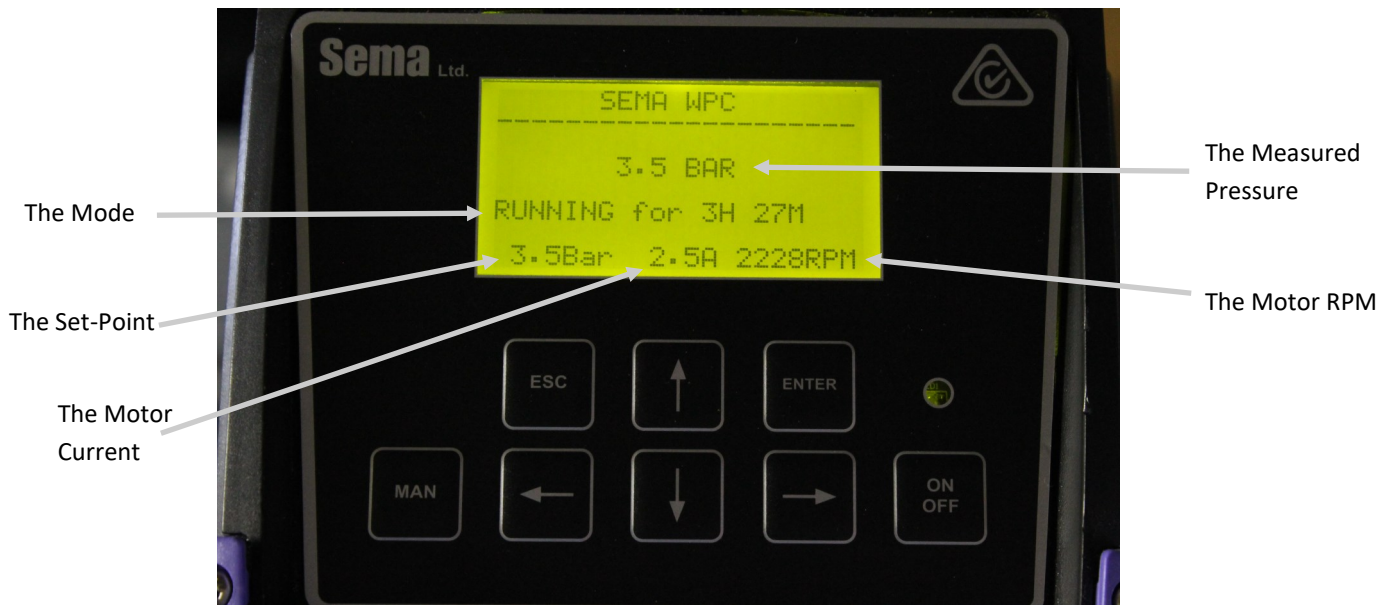 Sema Ltd.
SEMA WPC
--------------------
3.5 BAR
The Measured
Pressure
The Mode
RUNNING for 3H 27M
3.5Bar 2.5A 2228RPM
The Set-Point
The Motor RPM
The Motor
Current
ESC
ENTER
MAN
ON
OFF